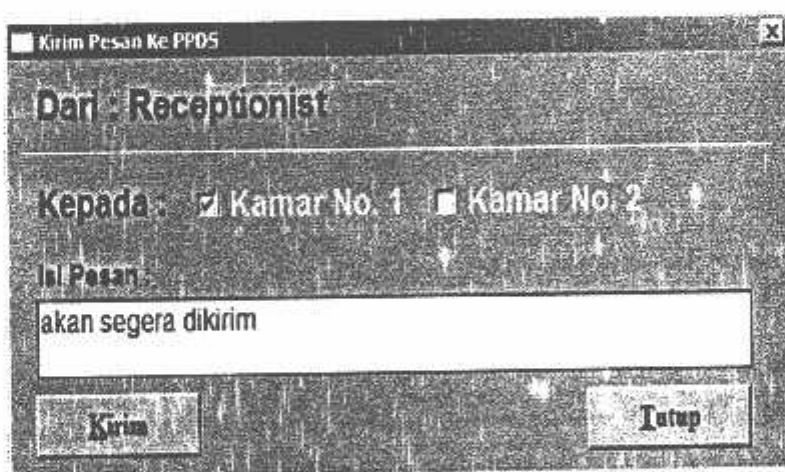 Kirim Pesan Ke PPDS
Dari : Receptionist
Kepada : Kamar No. 1 Kamar No. 2
Isi Pesan :
akan segera dikirim
Kirim Tutup